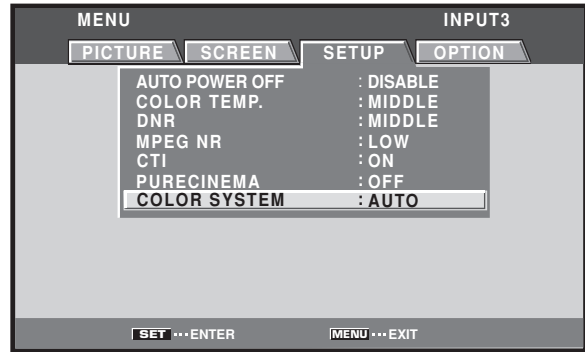 MENU INPUT3
PICTURE SCREEN SETUP OPTION
AUTO POWER OFF : DISABLE
COLOR TEMP. : MIDDLE
DNR : MIDDLE
MPEG NR : LOW
CTI : ON
PURECINEMA : OFF
COLOR SYSTEM : AUTO
SET ··· ENTER MENU ··· EXIT